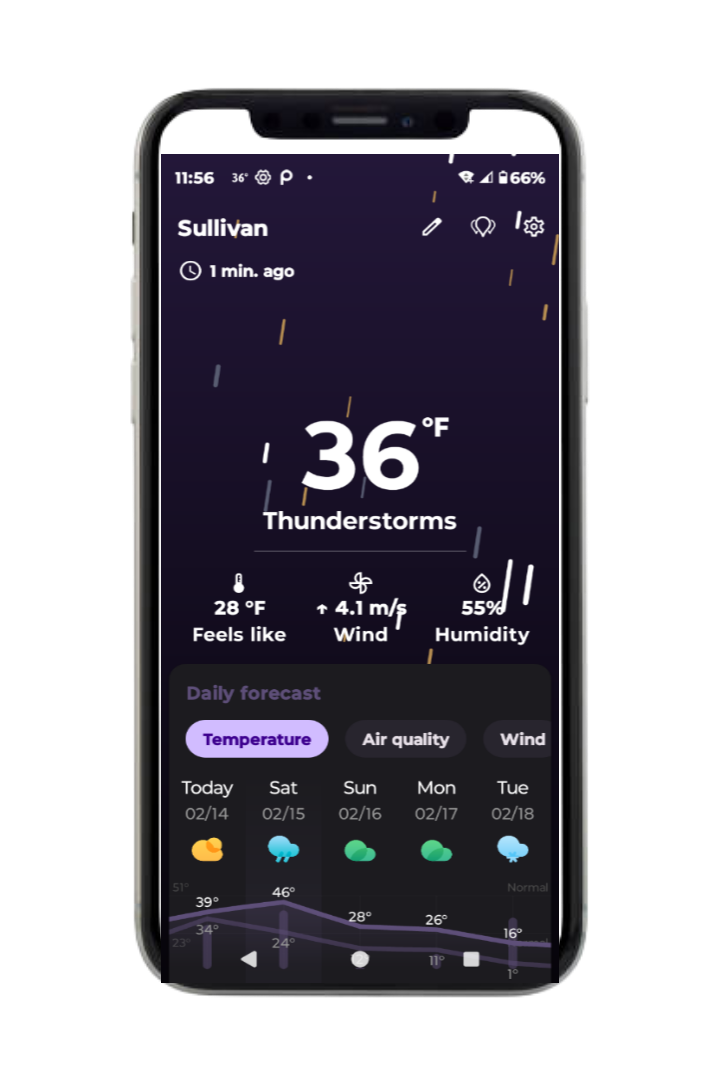 11:56 36° 66%
Sullivan
1 min. ago
36 °F
Thunderstorms
28 °F ↑ 4.1 m/s 55%
Feels like Wind Humidity
Daily forecast
Temperature Air quality Wind
Today Sat Sun Mon Tue
02/14 02/15 02/16 02/17 02/18
51° Normal
39° 46° 28° 26° 16°
34° 23° 24° 11° 1°